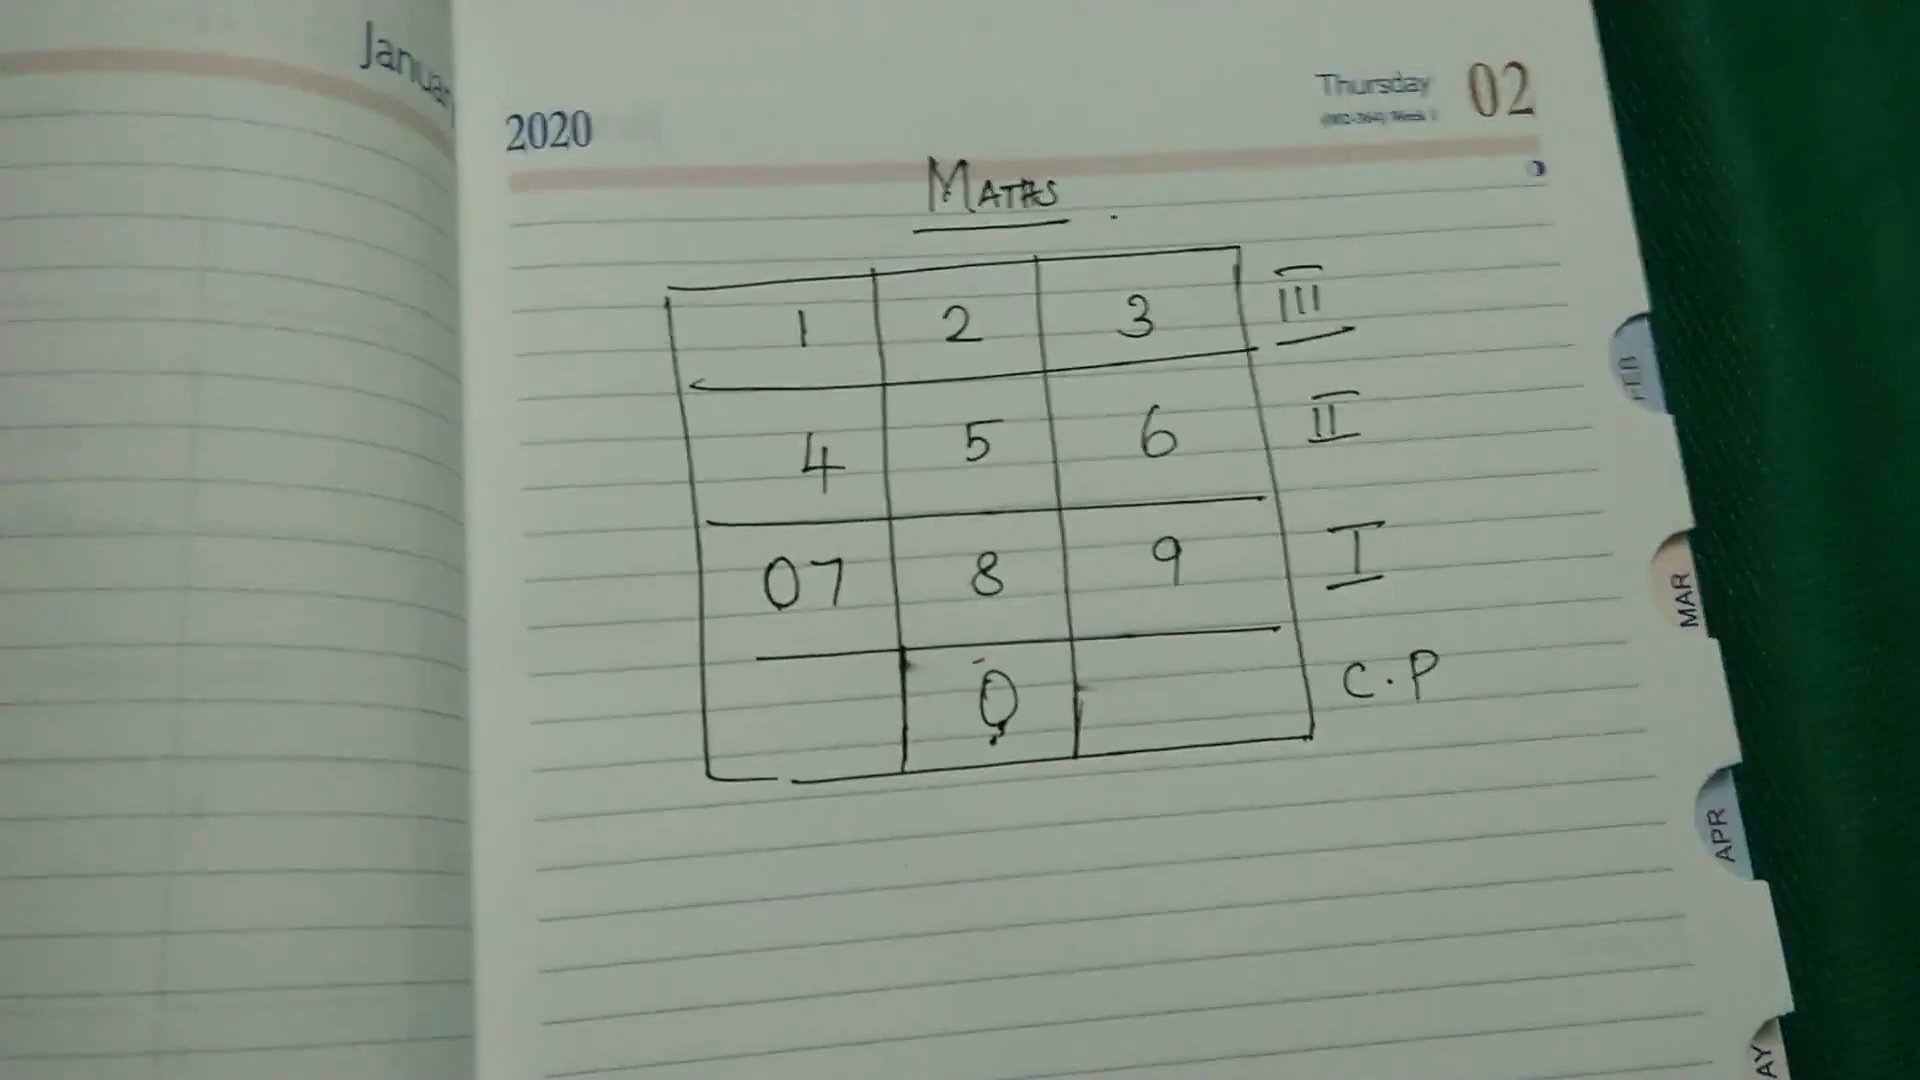 January
2020
Thursday 02
MATHS
1 2 3 III
4 5 6 II
07 8 9 I
0 C.P
FEB
MAR
APR
AY